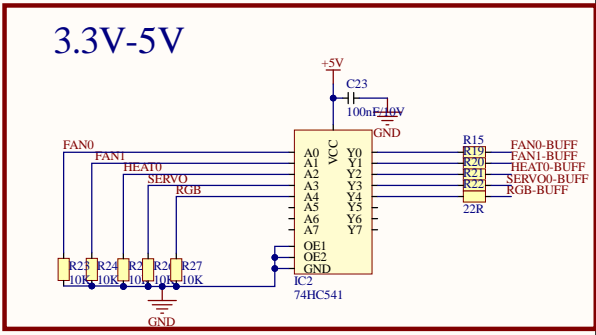 3.3V-5V
+5V
C23
100nF/10V
GND
FAN0
FAN1
HEAT0
SERVO
RGB
VCC
A0
A1
A2
A3
A4
A5
A6
A7
OE1
OE2
GND
Y0
Y1
Y2
Y3
Y4
Y5
Y6
Y7
R15
R19
R20
R21
R22
22R
FAN0-BUFF
FAN1-BUFF
HEAT0-BUFF
SERVO0-BUFF
RGB-BUFF
R23
10K
R24
10K
10K
10K
R27
10K
IC2
74HC541
GND